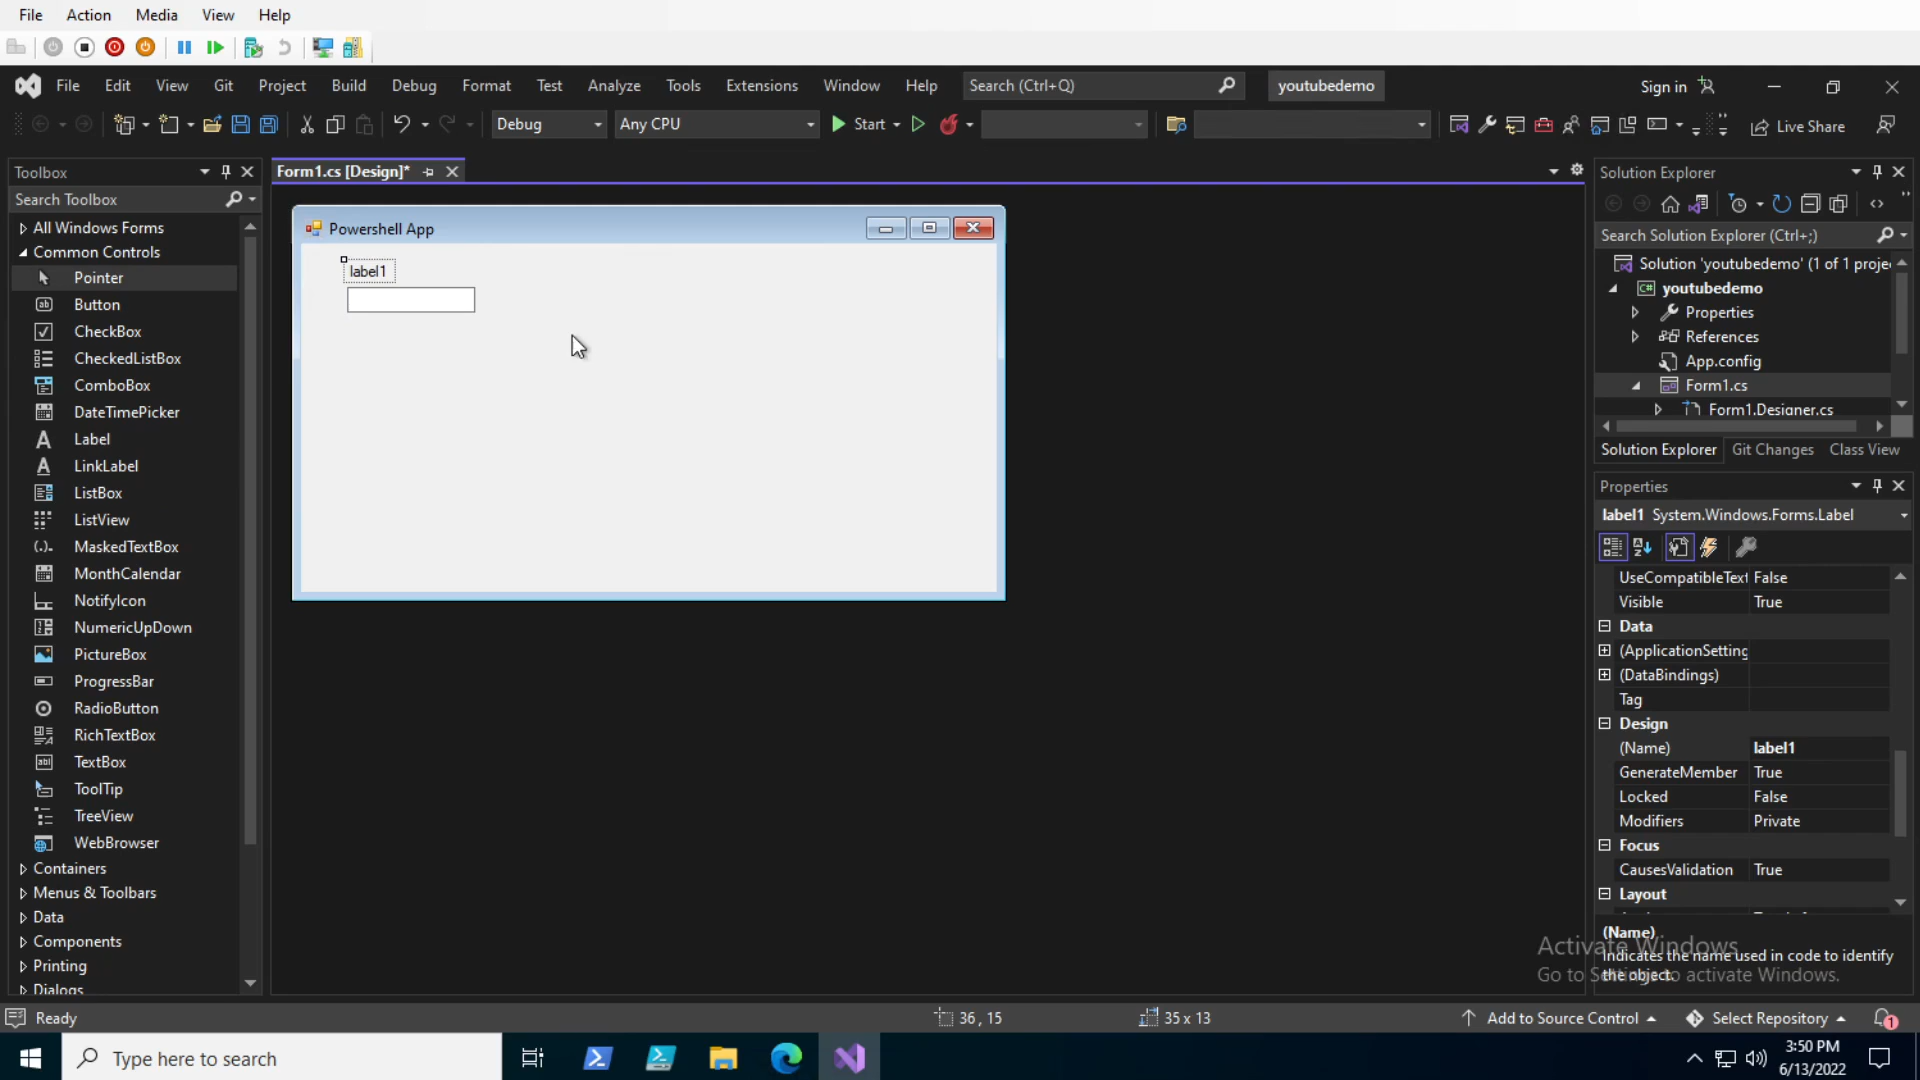 File Action Media View Help
File Edit View Git Project Build Debug Format Test Analyze Tools Extensions Window Help Search (Ctrl+Q) youtubedemo Sign in
Debug Any CPU Start Live Share
Toolbox
Search Toolbox
All Windows Forms
Common Controls
Pointer
Button
CheckBox
CheckedListBox
ComboBox
DateTimePicker
Label
LinkLabel
ListBox
ListView
MaskedTextBox
MonthCalendar
NotifyIcon
NumericUpDown
PictureBox
ProgressBar
RadioButton
RichTextBox
TextBox
ToolTip
TreeView
WebBrowser
Containers
Menus & Toolbars
Data
Components
Printing
Dialogs
Form1.cs [Design]*
Powershell App
label1
Solution Explorer
Search Solution Explorer (Ctrl+;)
Solution 'youtubedemo' (1 of 1 proje
youtubedemo
Properties
References
App.config
Form1.cs
Form1.Designer.cs
Solution Explorer Git Changes Class View
Properties
label1 System.Windows.Forms.Label
UseCompatibleText False
Visible True
Data
(ApplicationSetting
(DataBindings)
Tag
Design
(Name) label1
GenerateMember True
Locked False
Modifiers Private
Focus
CausesValidation True
Layout
(Name)
Indicates the name used in code to identify
the object.
Activate Windows
Go to Settings to activate Windows.
Ready 36 , 15 35 x 13 Add to Source Control Select Repository 1
Type here to search
3:50 PM
6/13/2022